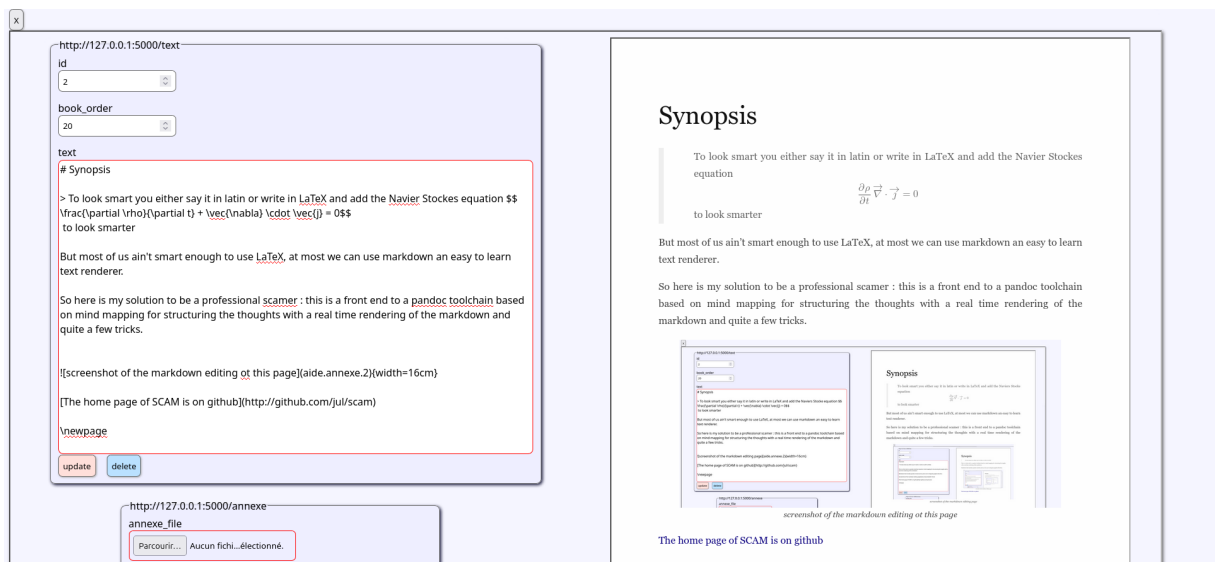 x
http://127.0.0.1:5000/text
id
2
book_order
20
text
# Synopsis
> To look smart you either say it in latin or write in LaTeX and add the Navier Stockes equation $$
\frac{\partial \rho}{\partial t} + \vec{\nabla} \cdot \vec{j} = 0$$
to look smarter
But most of us ain't smart enough to use LaTeX, at most we can use markdown an easy to learn
text renderer.
So here is my solution to be a professional scamer : this is a front end to a pandoc toolchain based
on mind mapping for structuring the thoughts with a real time rendering of the markdown and
quite a few tricks.
![screenshot of the markdown editing ot this page](aide.annexe.2){width=16cm}
[The home page of SCAM is on github](http://github.com/jul/scam)
\newpage
update delete
http://127.0.0.1:5000/annexe
annexe_file
Parcourir... Aucun fichi...électionné.
Synopsis
To look smart you either say it in latin or write in LaTeX and add the Navier Stockes
equation
∂ρ/∂t ∇⃗ · j⃗ = 0
to look smarter
But most of us ain’t smart enough to use LaTeX, at most we can use markdown an easy to learn
text renderer.
So here is my solution to be a professional scamer : this is a front end to a pandoc toolchain
based on mind mapping for structuring the thoughts with a real time rendering of the
markdown and quite a few tricks.
screenshot of the markdown editing ot this page
The home page of SCAM is on github